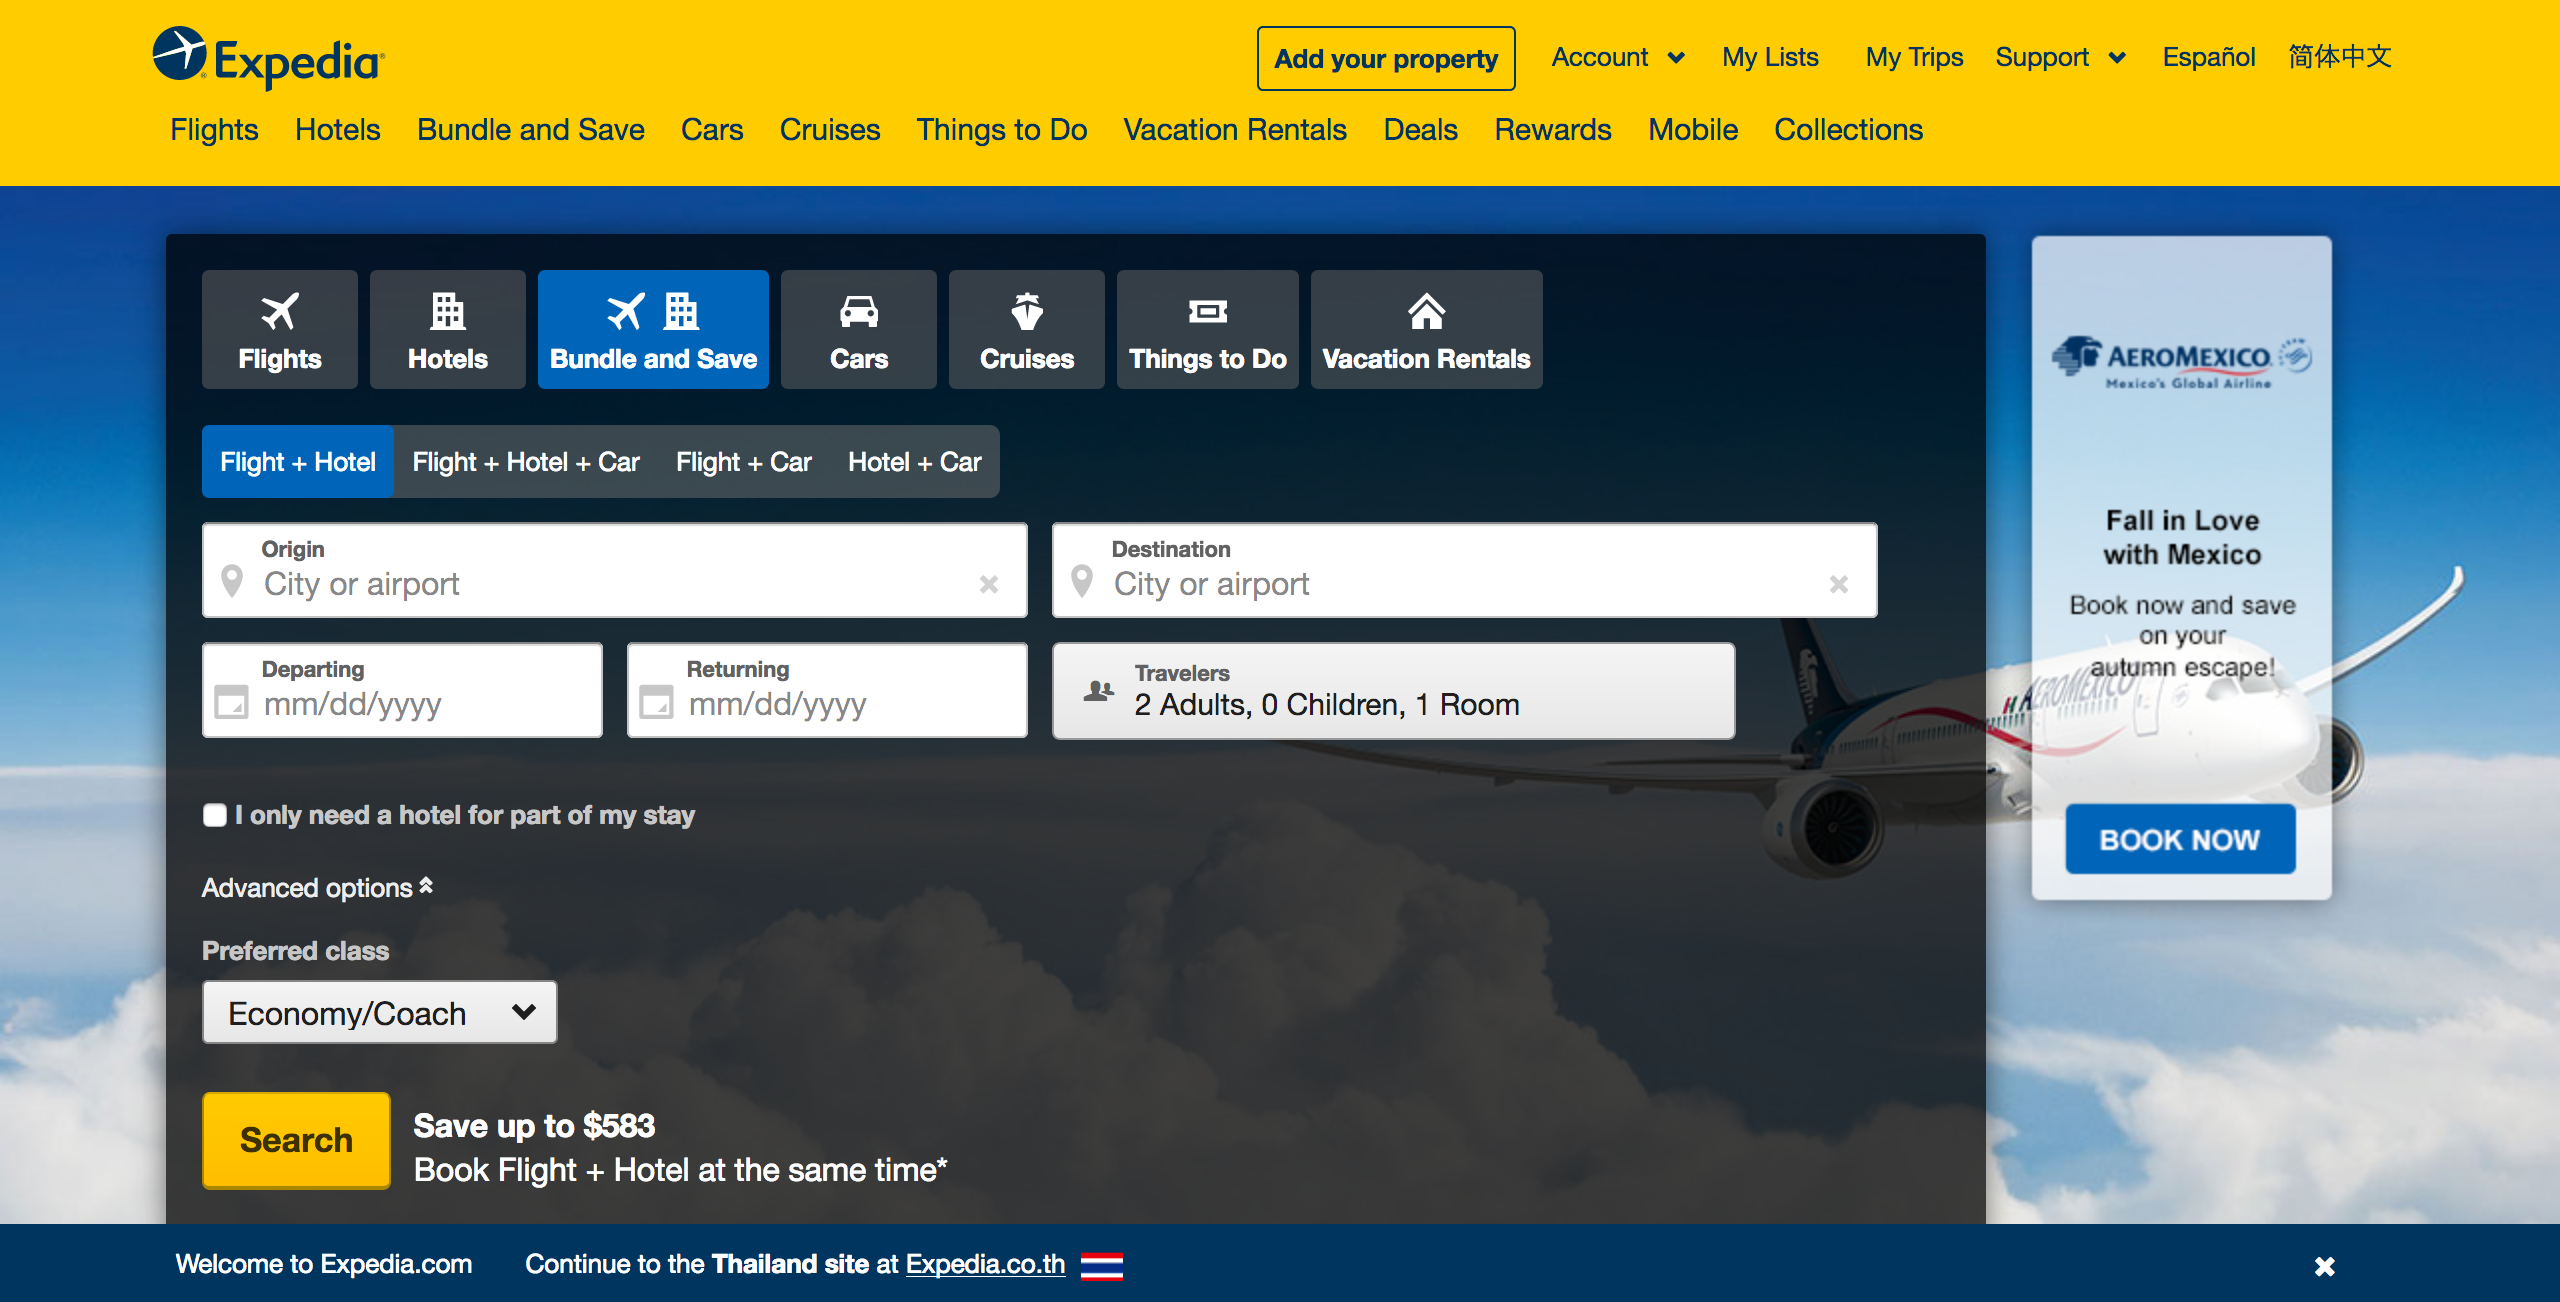 Expedia
Add your property
Account
My Lists
My Trips
Support
Español
简体中文
Flights
Hotels
Bundle and Save
Cars
Cruises
Things to Do
Vacation Rentals
Deals
Rewards
Mobile
Collections
Flights
Hotels
Bundle and Save
Cars
Cruises
Things to Do
Vacation Rentals
Flight + Hotel
Flight + Hotel + Car
Flight + Car
Hotel + Car
Origin
City or airport
Destination
City or airport
Departing
mm/dd/yyyy
Returning
mm/dd/yyyy
Travelers
2 Adults, 0 Children, 1 Room
I only need a hotel for part of my stay
Advanced options
Preferred class
Economy/Coach
Search
Save up to $583
Book Flight + Hotel at the same time*
AEROMEXICO
Mexico's Global Airline
Fall in Love
with Mexico
Book now and save
on your
autumn escape!
AEROMEXICO
BOOK NOW
Welcome to Expedia.com
Continue to the Thailand site at Expedia.co.th